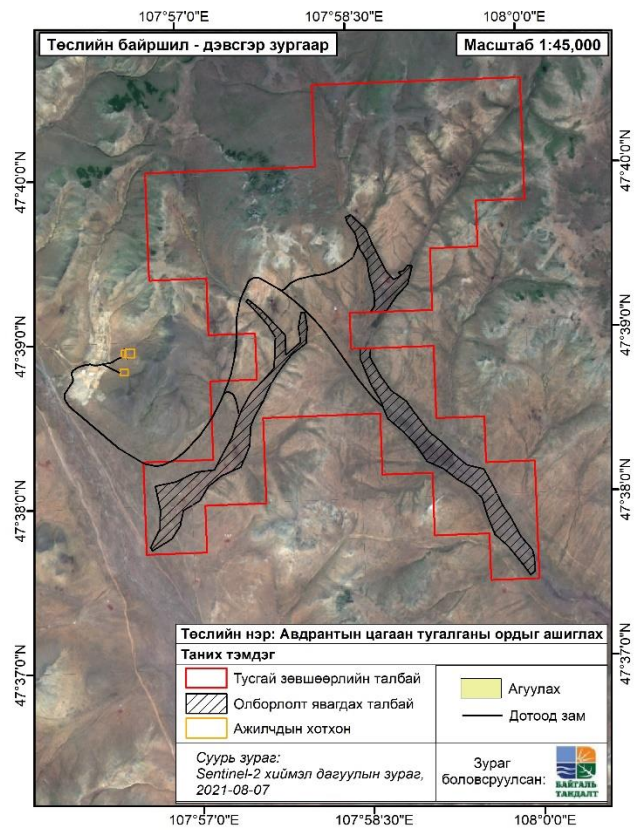 107°57'0"E 107°58'30"E 108°0'0"E
Төслийн байршил - дэвсгэр зургаар
Масштаб 1:45,000
47°40'0"N
47°40'0"N
47°39'0"N
47°39'0"N
47°38'0"N
47°38'0"N
47°37'0"N
47°37'0"N
Төслийн нэр: Авдрантын цагаан тугалганы ордыг ашиглах
Таних тэмдэг
Тусгай зөвшөөрлийн талбай
Олборлолт явагдах талбай
Ажилчдын хотхон
Агуулах
Дотоод зам
Суурь зураг:
Sentinel-2 хиймэл дагуулын зураг,
2021-08-07
Зураг
боловсруулсан:
БАЙГАЛЬ
ТАНДАЛТ
107°57'0"E 107°58'30"E 108°0'0"E